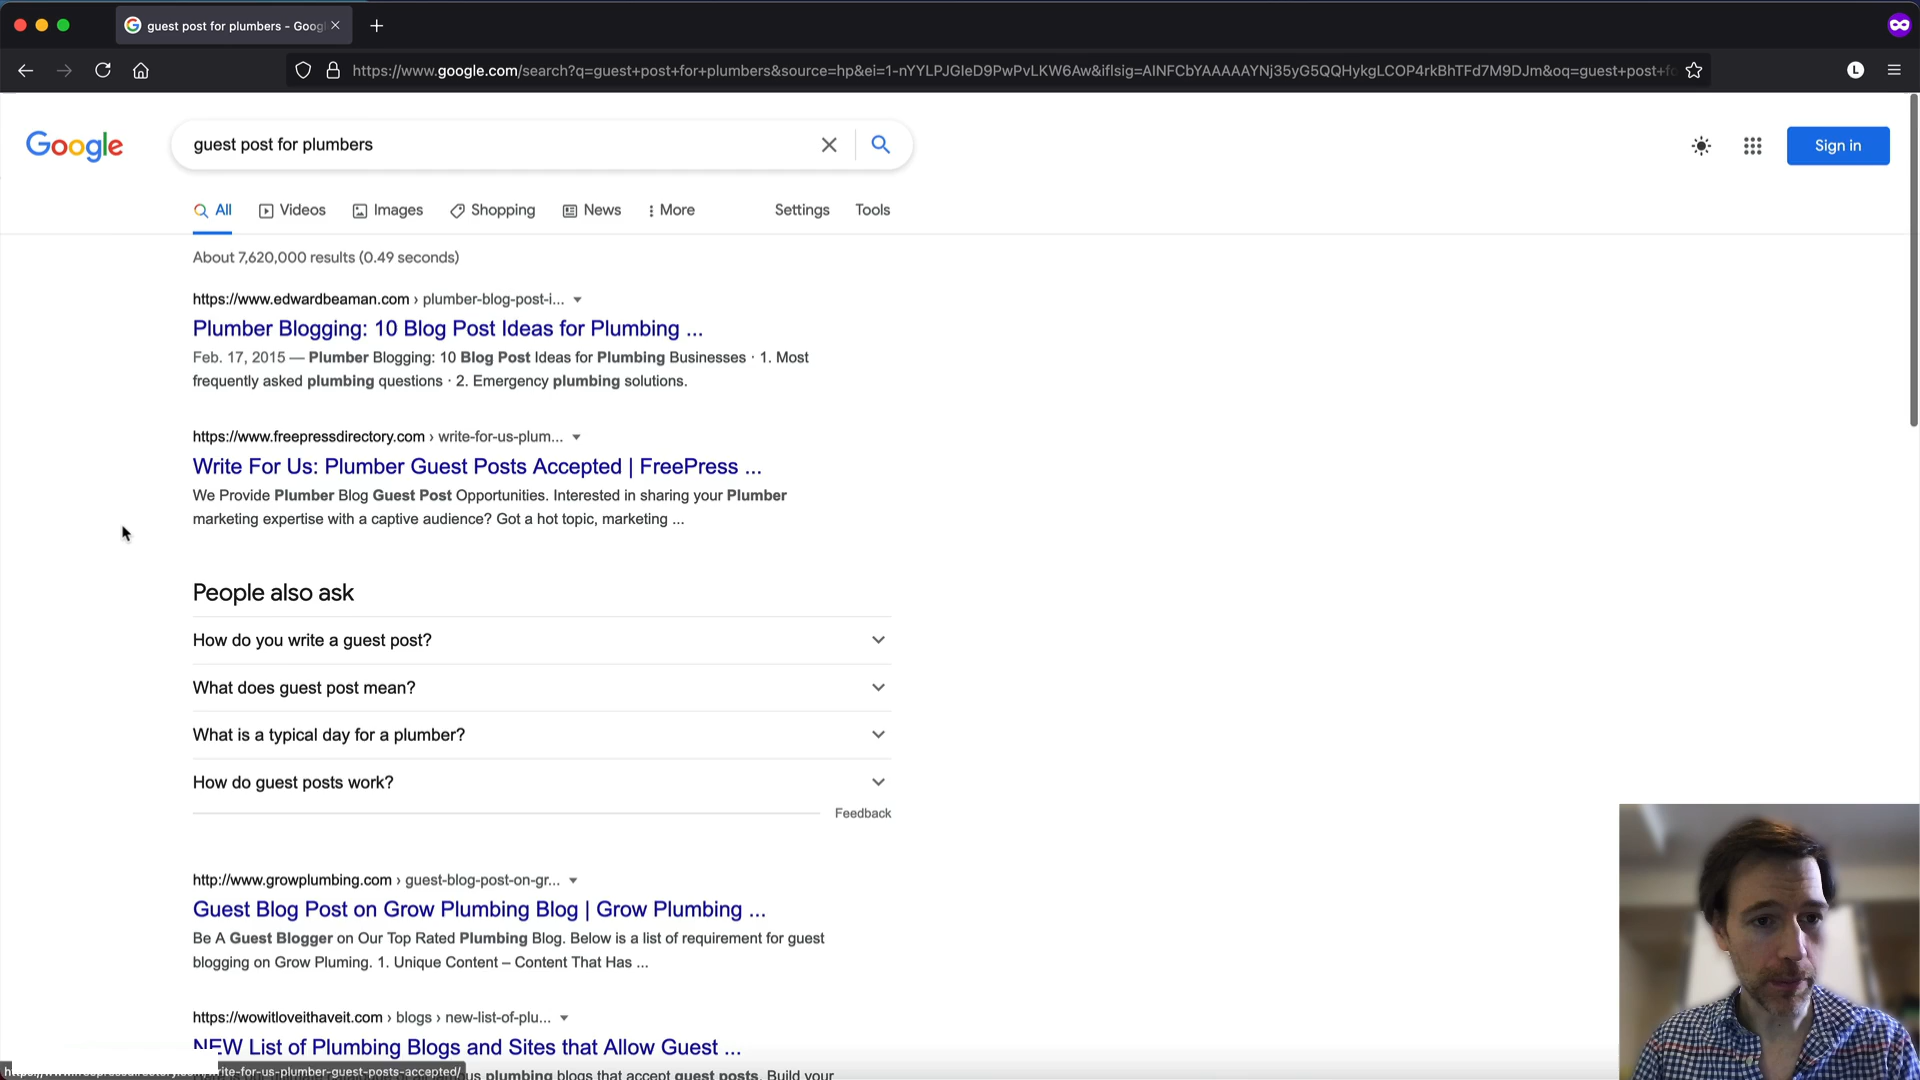 guest post for plumbers - Goog
https://www.google.com/search?q=guest+post+for+plumbers&source=hp&ei=1-nYYLPJGIeD9PwPvLKW6Aw&iflsig=AINFCbYAAAAAYNj35yG5QQHykgLCOP4rkBhTFd7M9DJm&oq=guest+post+fo
L
Google
guest post for plumbers
Sign in
All Videos Images Shopping News More Settings Tools
About 7,620,000 results (0.49 seconds)
https://www.edwardbeaman.com › plumber-blog-post-i...
Plumber Blogging: 10 Blog Post Ideas for Plumbing ...
Feb. 17, 2015 — Plumber Blogging: 10 Blog Post Ideas for Plumbing Businesses · 1. Most
frequently asked plumbing questions · 2. Emergency plumbing solutions.
https://www.freepressdirectory.com › write-for-us-plum...
Write For Us: Plumber Guest Posts Accepted | FreePress ...
We Provide Plumber Blog Guest Post Opportunities. Interested in sharing your Plumber
marketing expertise with a captive audience? Got a hot topic, marketing ...
People also ask
How do you write a guest post?
What does guest post mean?
What is a typical day for a plumber?
How do guest posts work?
Feedback
http://www.growplumbing.com › guest-blog-post-on-gr...
Guest Blog Post on Grow Plumbing Blog | Grow Plumbing ...
Be A Guest Blogger on Our Top Rated Plumbing Blog. Below is a list of requirement for guest
blogging on Grow Pluming. 1. Unique Content – Content That Has ...
https://wowitloveithaveit.com › blogs › new-list-of-plu...
NEW List of Plumbing Blogs and Sites that Allow Guest ...
plumbing blogs that accept guest posts. Build your
rite-for-us-plumber-guest-posts-accepted/